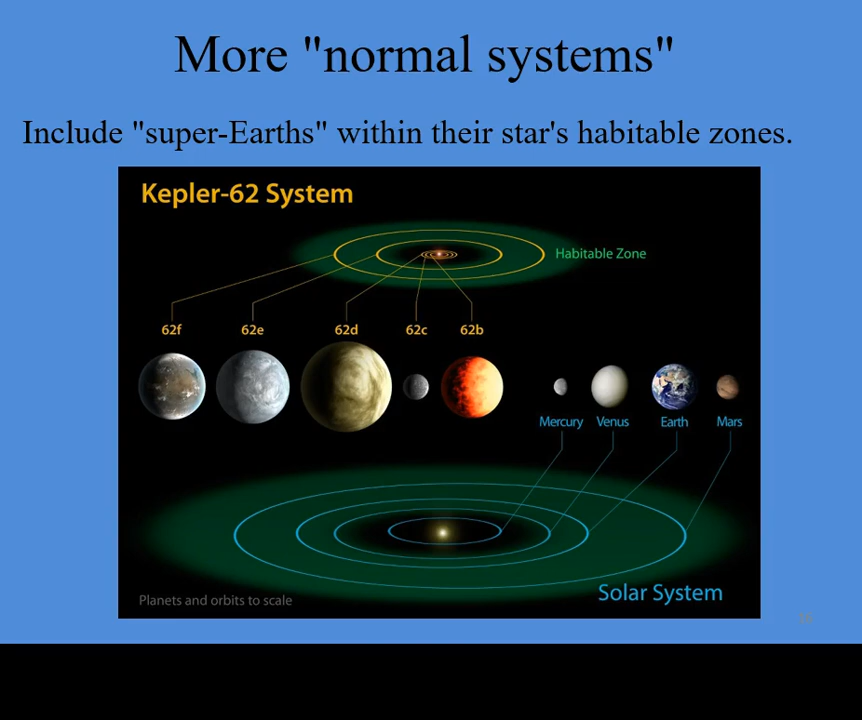 More "normal systems"
Include "super-Earths" within their star's habitable zones.
Kepler-62 System
Habitable Zone
62f 62e 62d 62c 62b
Mercury Venus Earth Mars
Solar System
Planets and orbits to scale